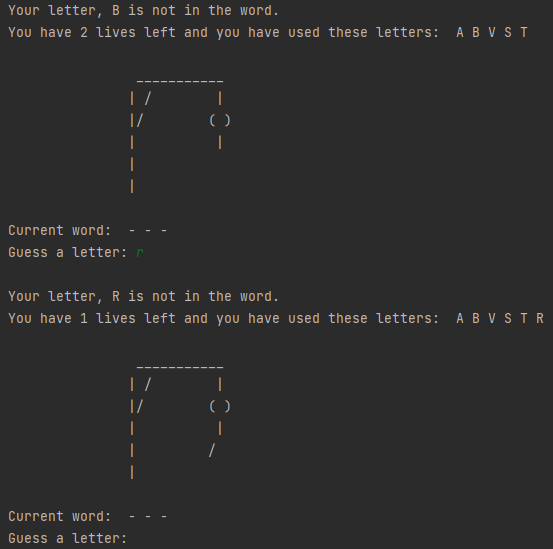 Your letter, B is not in the word.
You have 2 lives left and you have used these letters:  A B V S T
               ___________
               | /        |
               |/        ( )
               |          |
               |
               |
Current word:  - - -
Guess a letter: r
Your letter, R is not in the word.
You have 1 lives left and you have used these letters:  A B V S T R
               ___________
               | /        |
               |/        ( )
               |          |
               |         /
               |
Current word:  - - -
Guess a letter: